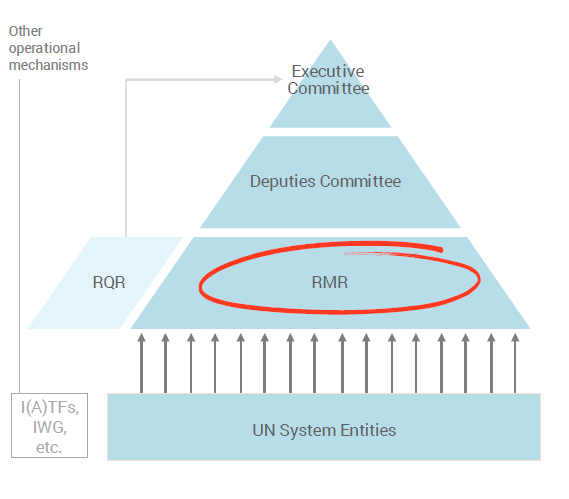 Other
operational
mechanisms
Executive
Committee
Deputies Committee
RQR
RMR
I(A)TFs,
IWG,
etc.
UN System Entities